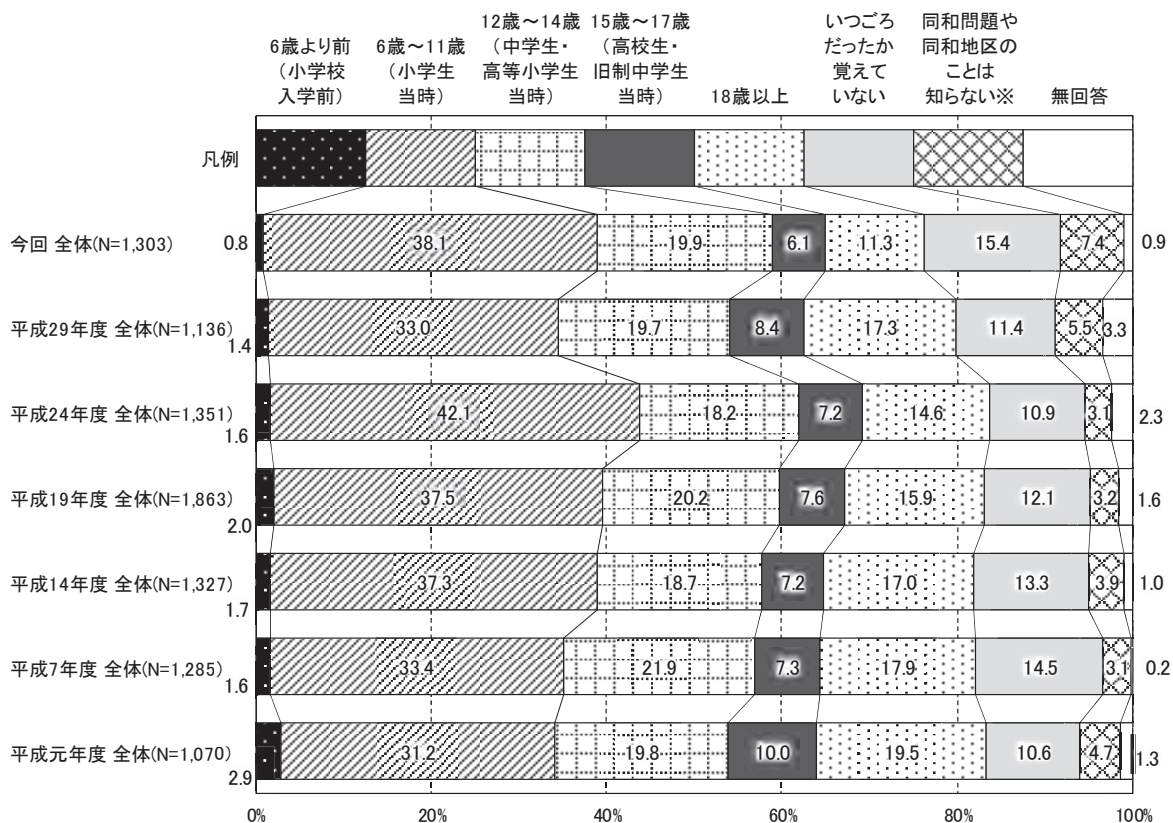 6歳より前
（小学校
入学前）
6歳～11歳
（小学生
当時）
12歳～14歳
（中学生・
高等小学生
当時）
15歳～17歳
（高校生・
旧制中学生
当時）
18歳以上
いつごろ
だったか
覚えて
いない
同和問題や
同和地区の
ことは
知らない※
無回答
凡例
今回 全体(N=1,303)
0.8
38.1
19.9
6.1
11.3
15.4
7.4
0.9
平成29年度 全体(N=1,136)
1.4
33.0
19.7
8.4
17.3
11.4
5.5
3.3
平成24年度 全体(N=1,351)
1.6
42.1
18.2
7.2
14.6
10.9
3.1
2.3
平成19年度 全体(N=1,863)
2.0
37.5
20.2
7.6
15.9
12.1
3.2
1.6
平成14年度 全体(N=1,327)
1.7
37.3
18.7
7.2
17.0
13.3
3.9
1.0
平成7年度 全体(N=1,285)
1.6
33.4
21.9
7.3
17.9
14.5
3.1
0.2
平成元年度 全体(N=1,070)
2.9
31.2
19.8
10.0
19.5
10.6
4.7
1.3
0%
20%
40%
60%
80%
100%